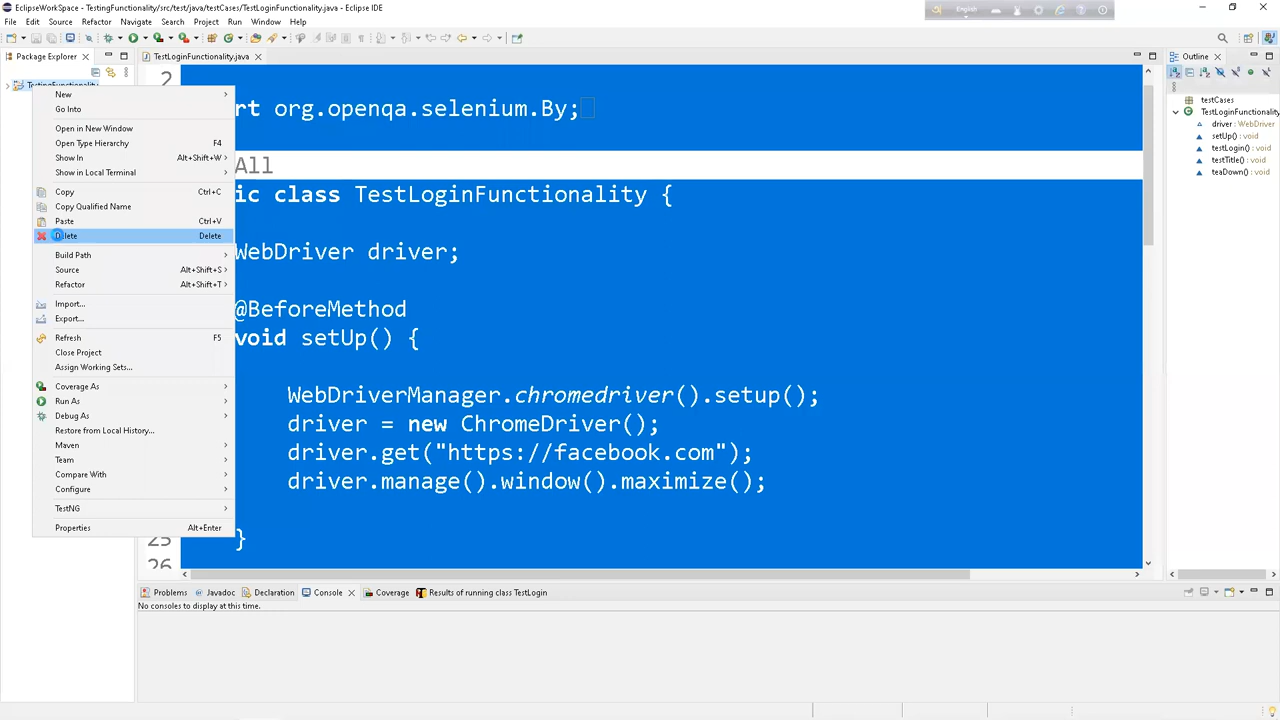 EclipseWorkSpace - TestingFunctionality/src/test/java/testCases/TestLoginFunctionality.java - Eclipse IDE
English
File Edit Source Refactor Navigate Search Project Run Window Help
Package Explorer
TestLoginFunctionality.java
Outline
TestingFunctionality
New
Go Into
Open in New Window
Open Type Hierarchy F4
Show In Alt+Shift+W
Show in Local Terminal
Copy Ctrl+C
Copy Qualified Name
Paste Ctrl+V
Delete Delete
Build Path
Source Alt+Shift+S
Refactor Alt+Shift+T
Import...
Export...
Refresh F5
Close Project
Assign Working Sets...
Coverage As
Run As
Debug As
Restore from Local History...
Maven
Team
Compare With
Configure
TestNG
Properties Alt+Enter
2
rt org.openqa.selenium.By;
All
ic class TestLoginFunctionality {
WebDriver driver;
@BeforeMethod
void setUp() {
WebDriverManager.chromedriver().setup();
driver = new ChromeDriver();
driver.get("https://facebook.com");
driver.manage().window().maximize();
25 }
26
testCases
TestLoginFunctionality
driver : WebDriver
setUp() : void
testLogin() : void
testTitle() : void
teaDown() : void
Problems Javadoc Declaration Console Coverage Results of running class TestLogin
No consoles to display at this time.